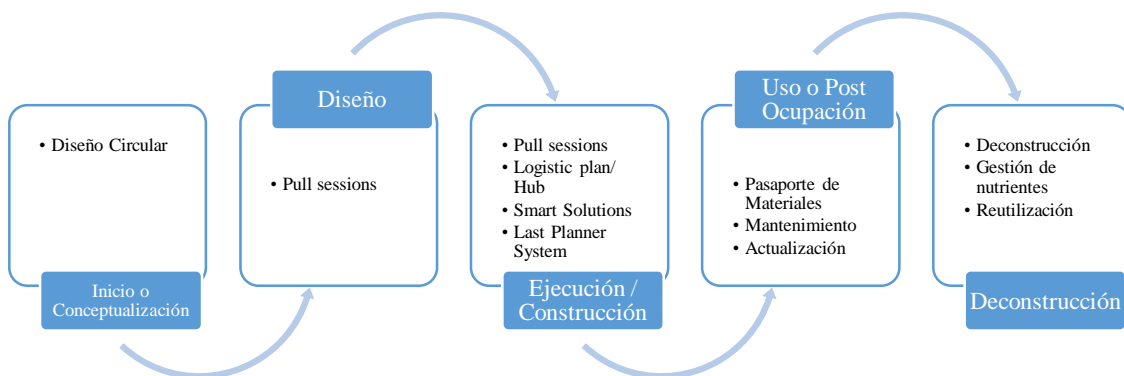 • Diseño Circular
Inicio o
Conceptualización
Diseño
• Pull sessions
• Pull sessions
• Logistic plan/
Hub
• Smart Solutions
• Last Planner
System
Ejecución /
Construcción
Uso o Post
Ocupación
• Pasaporte de
Materiales
• Mantenimiento
• Actualización
• Deconstrucción
• Gestión de
nutrientes
• Reutilización
Deconstrucción